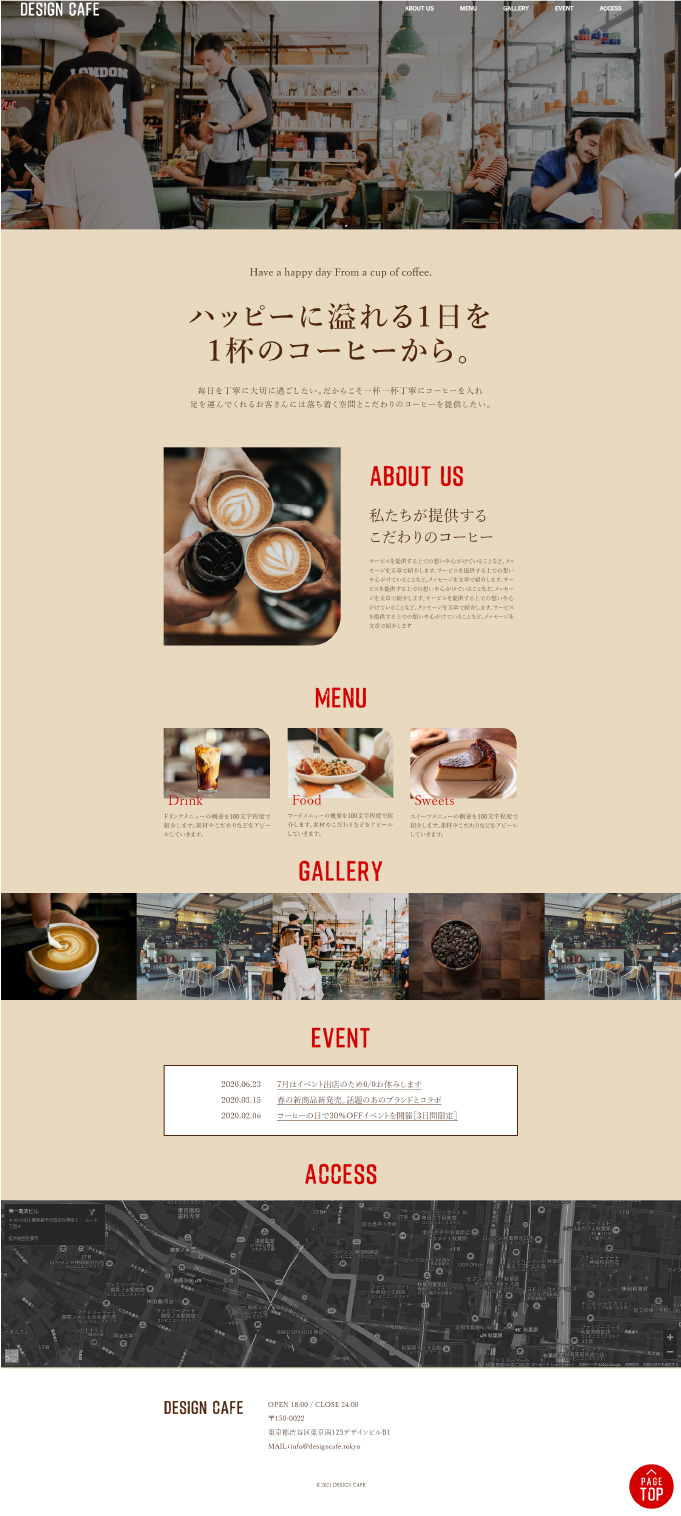 DESIGN CAFE
ABOUT US
MENU
GALLERY
EVENT
ACCESS
LONDON
Have a happy day From a cup of coffee.
ハッピーに溢れる1日を
1杯のコーヒーから。
毎日を丁寧に大切に過ごしたい。だからこそ一杯一杯丁寧にコーヒーを入れ
足を運んでくれるお客さんには落ち着く空間とこだわりのコーヒーを提供したい。
ABOUT US
私たちが提供する
こだわりのコーヒー
サービスを提供する上での想いや心がけていることなど、メッ
セージを文章で紹介します。サービスを提供する上での想い
や心がけていることなど、メッセージを文章で紹介します。サー
ビスを提供する上での想いや心がけていることなど、メッセー
ジを文章で紹介します。サービスを提供する上での想いや心
がけていることなど、メッセージを文章で紹介します。サービス
を提供する上での想いや心がけていることなど、メッセージを
文章で紹介します
MENU
Drink
ドリンクメニューの概要を100文字程度で
紹介します。素材やこだわりなどをアピー
ルしていきます。
Food
フードメニューの概要を100文字程度で紹
介します。素材やこだわりなどをアピール
していきます。
Sweets
スイーツメニューの概要を100文字程度で
紹介します。素材やこだわりなどをアピー
ルしていきます。
GALLERY
EVENT
2020.06.23 7月はイベント出店のため0/0お休みします
2020.03.15 春の新商品新発売。話題のあのブランドとコラボ
2020.02.06 コーヒーの日で30%OFFイベントを開催［3日間限定］
ACCESS
第一電波ビル
拡大地図を表示
秋葉原
DESIGN CAFE
OPEN 18:00 / CLOSE 24:00
〒150-0022
東京都渋谷区東京南123デザインビルB1
MAIL:info@designcafe.tokyo
© 2021 DESIGN CAFE
PAGE
TOP